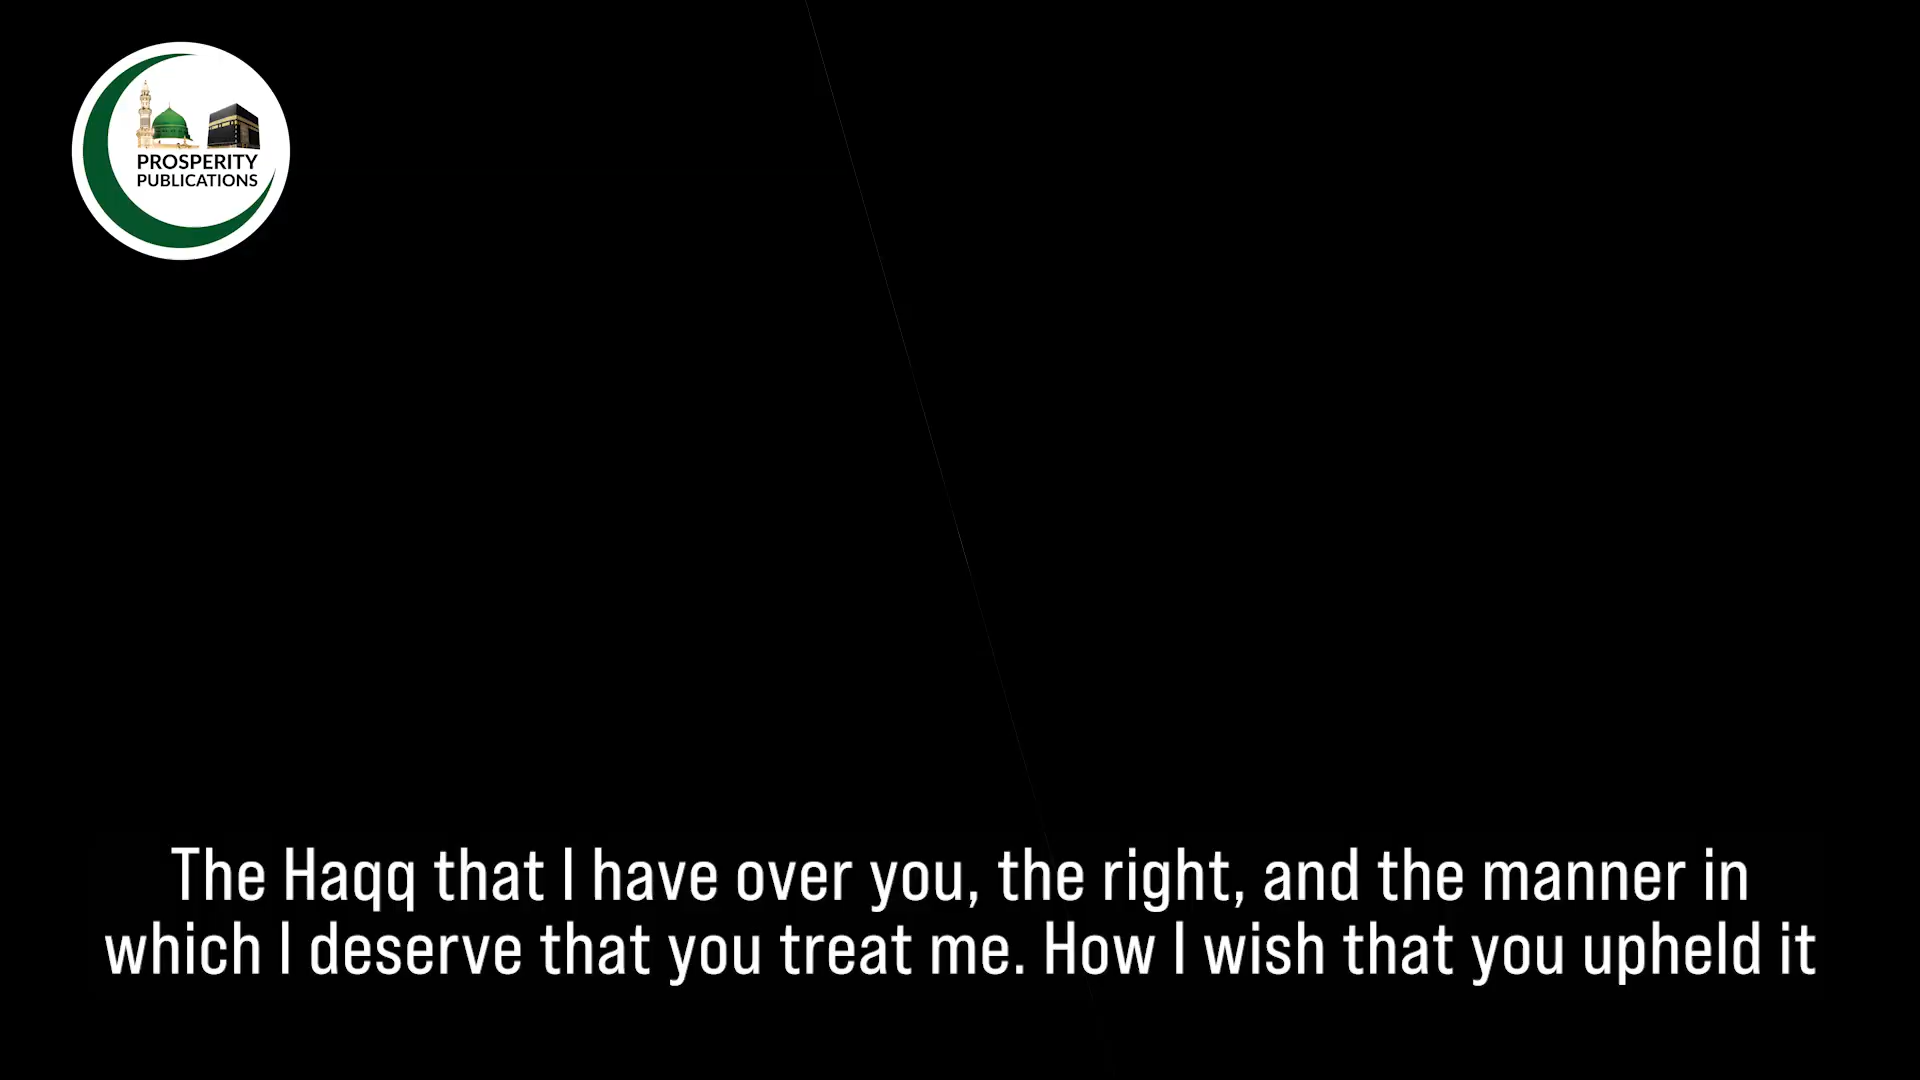 PROSPERITY
PUBLICATIONS
The Haqq that I have over you, the right, and the manner in
which I deserve that you treat me. How I wish that you upheld it